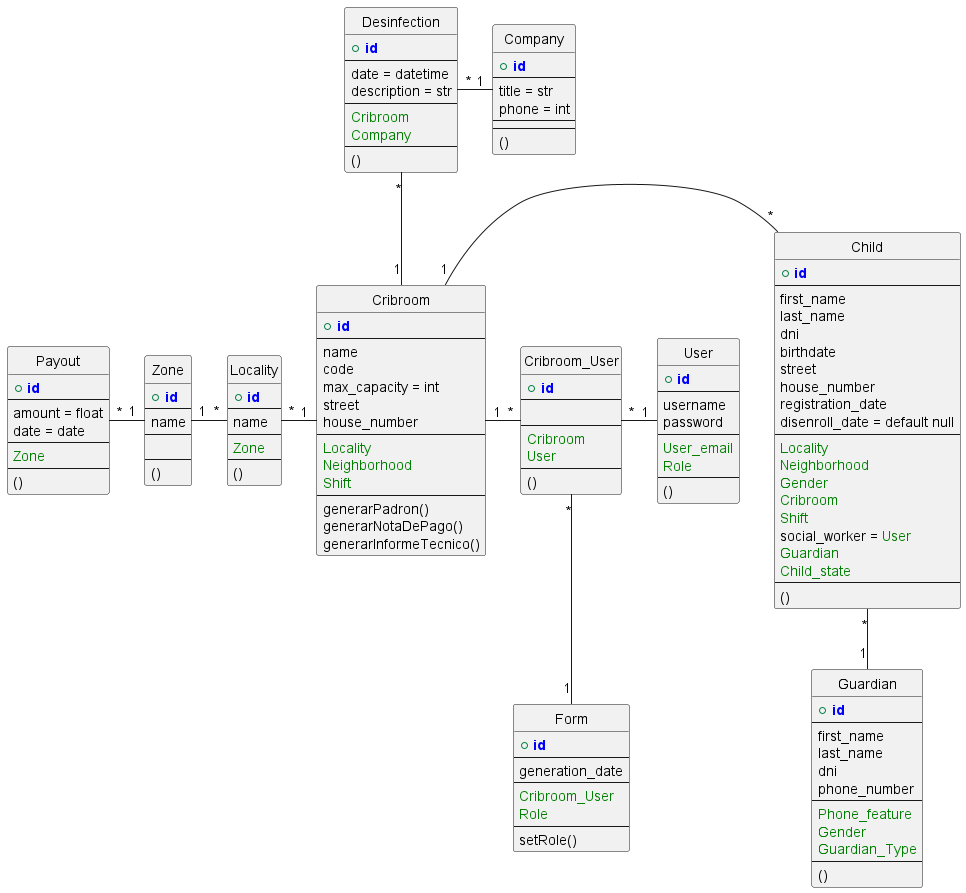 Desinfection
id
date = datetime
description = str
Cribroom
Company
()
Company
id
title = str
phone = int
()
* 1
*
1
1
*
Child
id
first_name
last_name
dni
birthdate
street
house_number
registration_date
disenroll_date = default null
Locality
Neighborhood
Gender
Cribroom
Shift
social_worker = User
Guardian
Child_state
()
Cribroom
id
name
code
max_capacity = int
street
house_number
Locality
Neighborhood
Shift
generarPadron()
generarNotaDePago()
generarInformeTecnico()
Payout
id
amount = float
date = date
Zone
()
* 1
Zone
id
name
()
1 *
Locality
id
name
Zone
()
* 1
1 *
Cribroom_User
id
Cribroom
User
()
* 1
User
id
username
password
User_email
Role
()
*
1
Form
id
generation_date
Cribroom_User
Role
setRole()
*
1
Guardian
id
first_name
last_name
dni
phone_number
Phone_feature
Gender
Guardian_Type
()